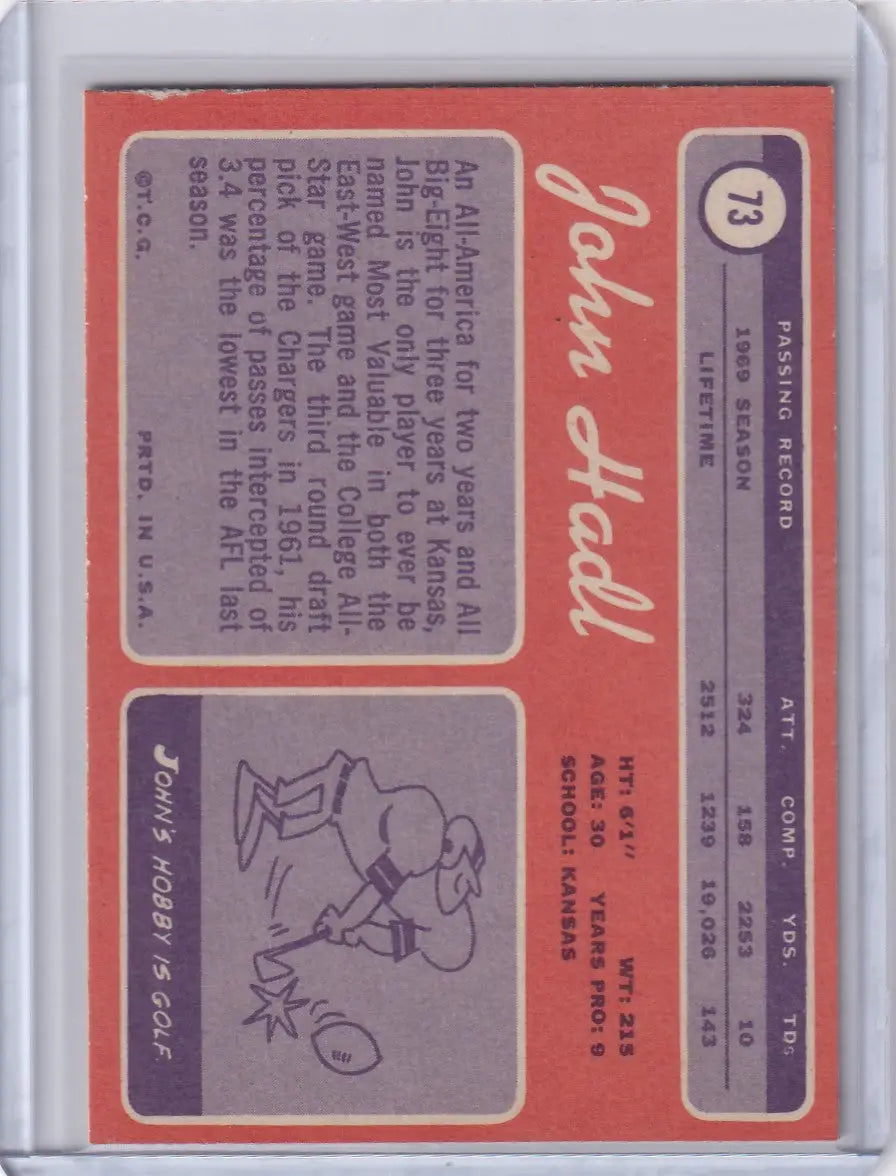 73
PASSING RECORD ATT. COMP. YDS. TDS
1969 SEASON 324 158 2253 10
LIFETIME 2512 1239 19,026 143
John Hadl
HT: 6'1" WT: 215
AGE: 30 YEARS PRO: 9
SCHOOL: KANSAS
An All-America for two years and All
Big-Eight for three years at Kansas,
John is the only player to ever be
named Most Valuable in both the
East-West game and the College All-
Star game. The third round draft
pick of the Chargers in 1961, his
percentage of passes intercepted of
3.4 was the lowest in the AFL last
season.
©T.C.G. PRTD. IN U.S.A.
JOHN'S HOBBY IS GOLF.